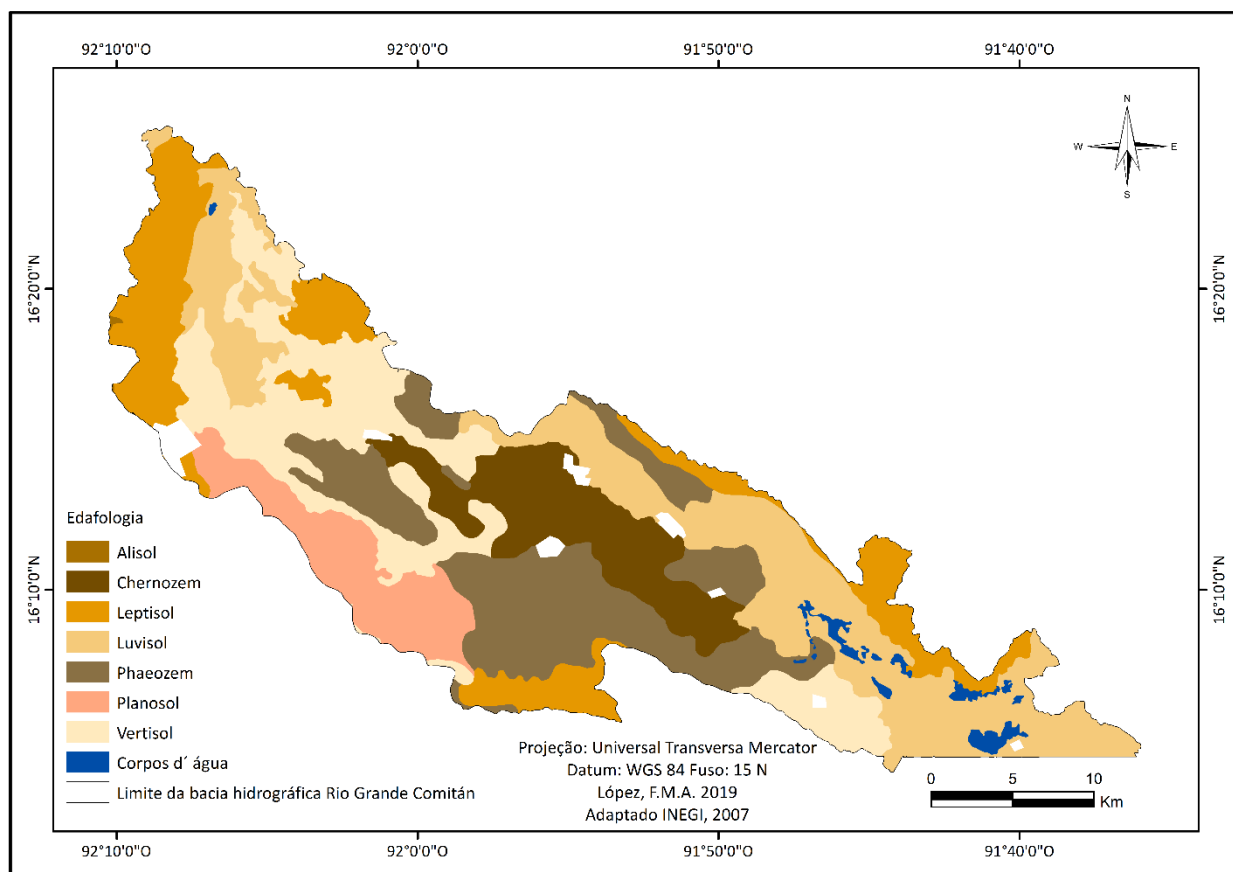 92°10'0"O 92°0'0"O 91°50'0"O 91°40'0"O
N
W E
S
16°20'0"N 16°20'0"N
16°10'0"N 16°10'0"N
Edafologia
Alisol
Chernozem
Leptisol
Luvisol
Phaeozem
Planosol
Vertisol
Corpos d´ água
Limite da bacia hidrográfica Rio Grande Comitán
Projeção: Universal Transversa Mercator
Datum: WGS 84 Fuso: 15 N
López, F.M.A. 2019
Adaptado INEGI, 2007
0 5 10
Km
92°10'0"O 92°0'0"O 91°50'0"O 91°40'0"O